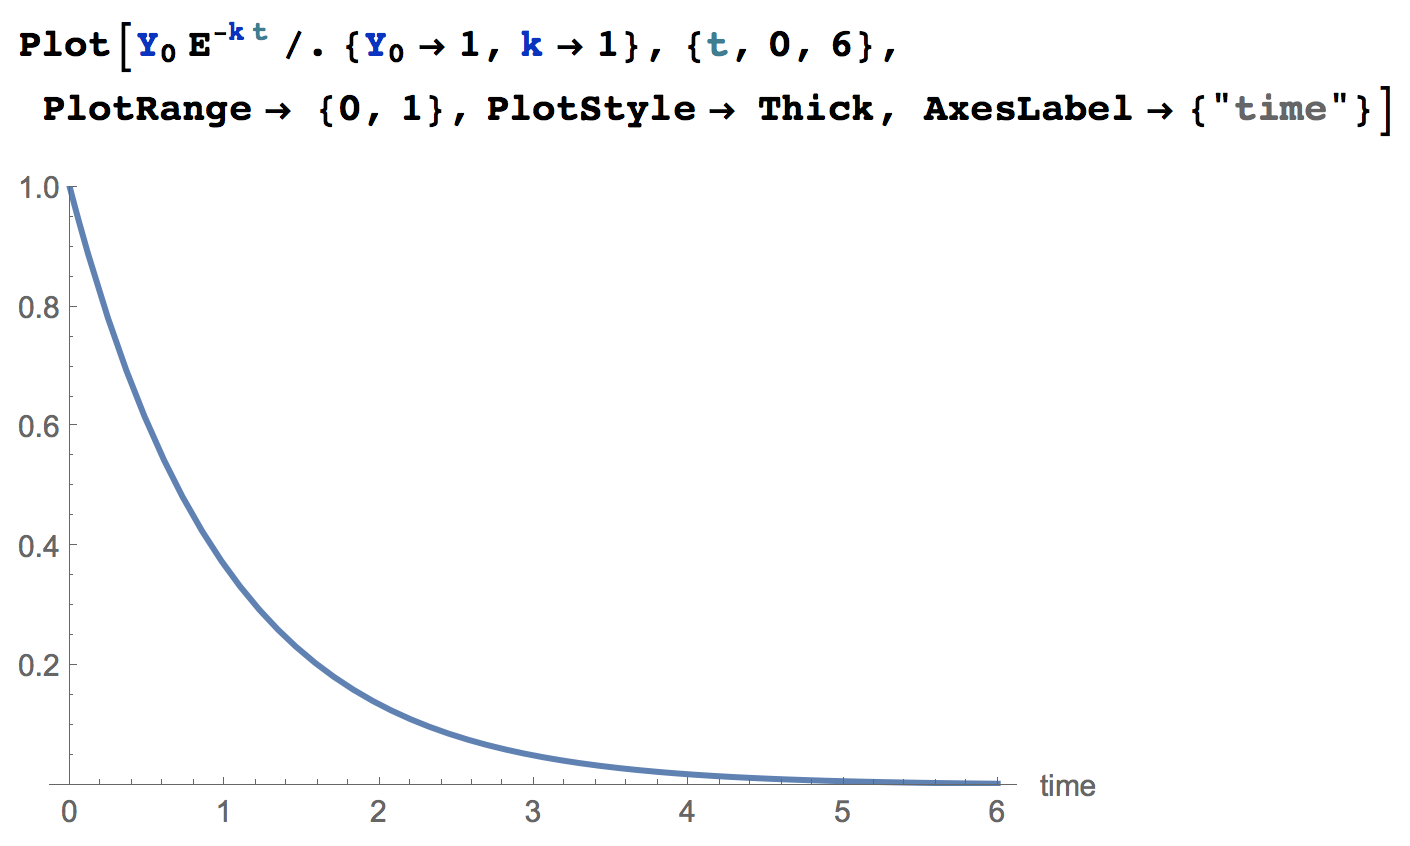 Plot[Y₀ E^(-k t) /. {Y₀ → 1, k → 1}, {t, 0, 6},
PlotRange → {0, 1}, PlotStyle → Thick, AxesLabel → {"time"}]
1.0
0.8
0.6
0.4
0.2
0 1 2 3 4 5 6 time